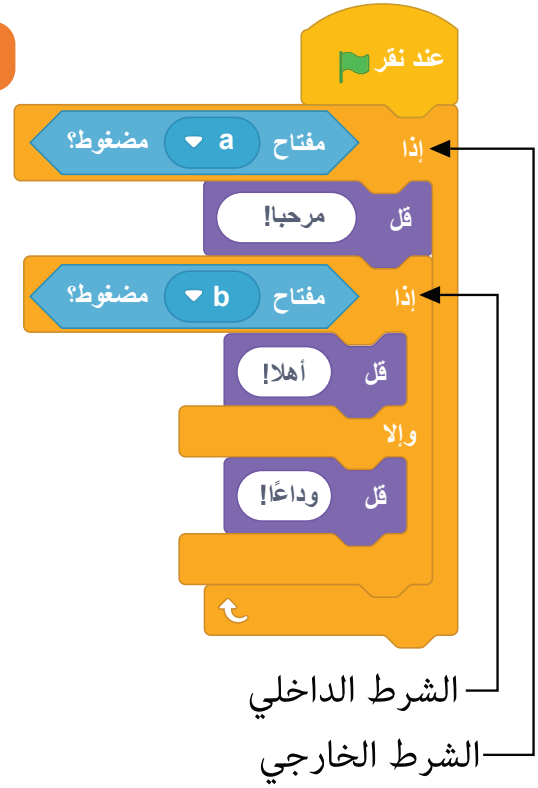 عند نقر
إذا مفتاح a مضغوط؟
قل مرحبا!
إذا مفتاح b مضغوط؟
قل أهلا!
وإلا
قل وداعًا!
الشرط الداخلي
الشرط الخارجي